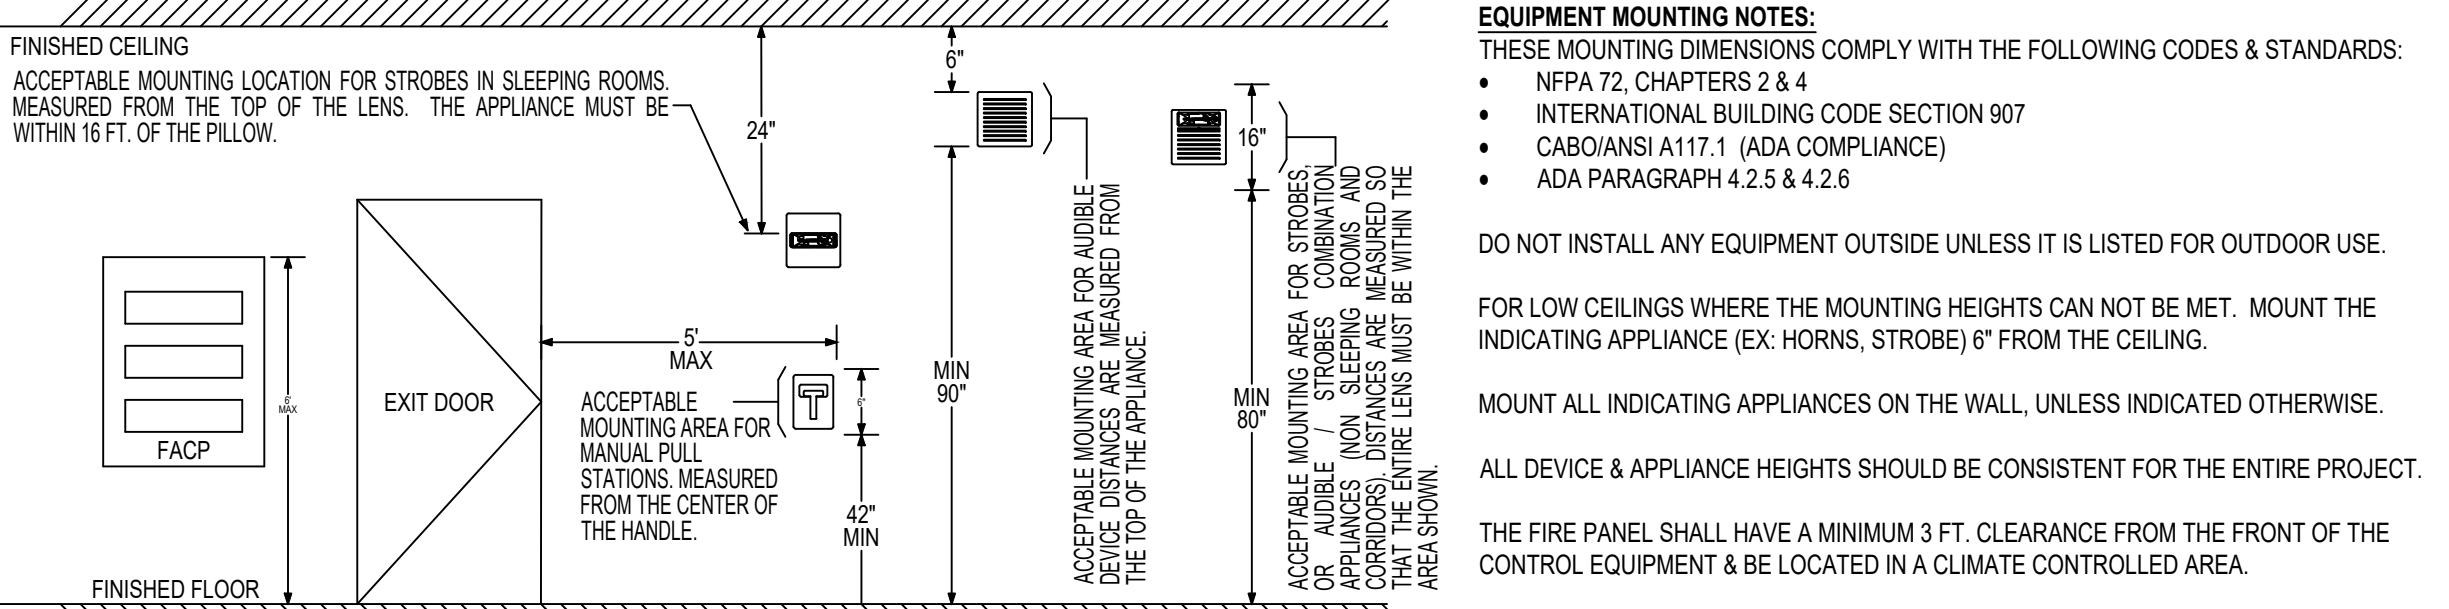 FINISHED CEILING
ACCEPTABLE MOUNTING LOCATION FOR STROBES IN SLEEPING ROOMS.
MEASURED FROM THE TOP OF THE LENS. THE APPLIANCE MUST BE
WITHIN 16 FT. OF THE PILLOW.
24"
6"
16"
FACP
6'
MAX
EXIT DOOR
5'
MAX
ACCEPTABLE
MOUNTING AREA FOR
MANUAL PULL
STATIONS. MEASURED
FROM THE CENTER OF
THE HANDLE.
6"
42"
MIN
MIN
90"
ACCEPTABLE MOUNTING AREA FOR AUDIBLE
DEVICE DISTANCES ARE MEASURED FROM
THE TOP OF THE APPLIANCE.
MIN
80"
ACCEPTABLE MOUNTING AREA FOR STROBES,
OR AUDIBLE / STROBES COMBINATION
APPLIANCES (NON SLEEPING ROOMS AND
CORRIDORS). DISTANCES ARE MEASURED SO
THAT THE ENTIRE LENS MUST BE WITHIN THE
AREA SHOWN.
FINISHED FLOOR
EQUIPMENT MOUNTING NOTES:
THESE MOUNTING DIMENSIONS COMPLY WITH THE FOLLOWING CODES & STANDARDS:
• NFPA 72, CHAPTERS 2 & 4
• INTERNATIONAL BUILDING CODE SECTION 907
• CABO/ANSI A117.1 (ADA COMPLIANCE)
• ADA PARAGRAPH 4.2.5 & 4.2.6
DO NOT INSTALL ANY EQUIPMENT OUTSIDE UNLESS IT IS LISTED FOR OUTDOOR USE.
FOR LOW CEILINGS WHERE THE MOUNTING HEIGHTS CAN NOT BE MET. MOUNT THE
INDICATING APPLIANCE (EX: HORNS, STROBE) 6" FROM THE CEILING.
MOUNT ALL INDICATING APPLIANCES ON THE WALL, UNLESS INDICATED OTHERWISE.
ALL DEVICE & APPLIANCE HEIGHTS SHOULD BE CONSISTENT FOR THE ENTIRE PROJECT.
THE FIRE PANEL SHALL HAVE A MINIMUM 3 FT. CLEARANCE FROM THE FRONT OF THE
CONTROL EQUIPMENT & BE LOCATED IN A CLIMATE CONTROLLED AREA.